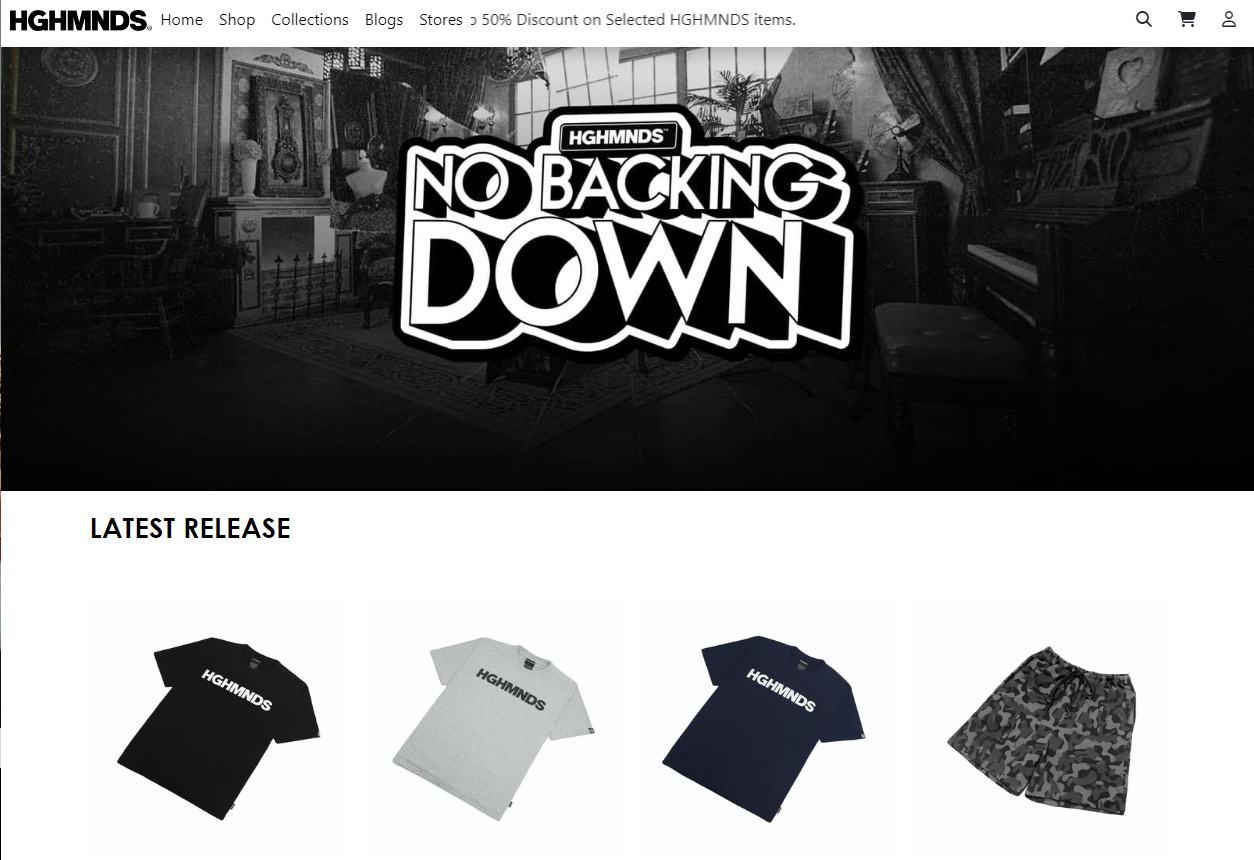 HGHMNDS Home Shop Collections Blogs Stores 50% Discount on Selected HGHMNDS items.
HGHMNDS™
NO BACKING
DOWN
LATEST RELEASE
HGHMNDS HGHMNDS HGHMNDS